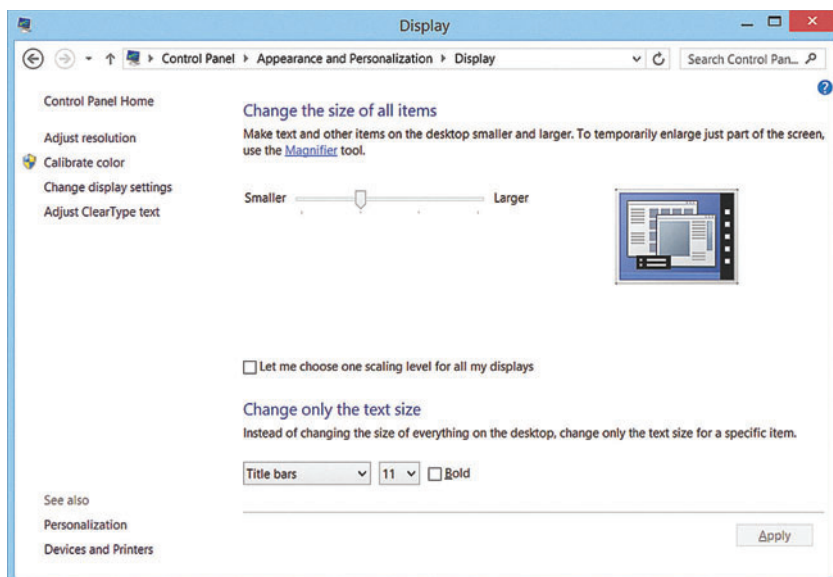 Display
Control Panel Appearance and Personalization Display
Search Control Pan...
Control Panel Home
Adjust resolution
Calibrate color
Change display settings
Adjust ClearType text
See also
Personalization
Devices and Printers
Change the size of all items
Make text and other items on the desktop smaller and larger. To temporarily enlarge just part of the screen,
use the Magnifier tool.
Smaller Larger
Let me choose one scaling level for all my displays
Change only the text size
Instead of changing the size of everything on the desktop, change only the text size for a specific item.
Title bars 11 Bold
Apply